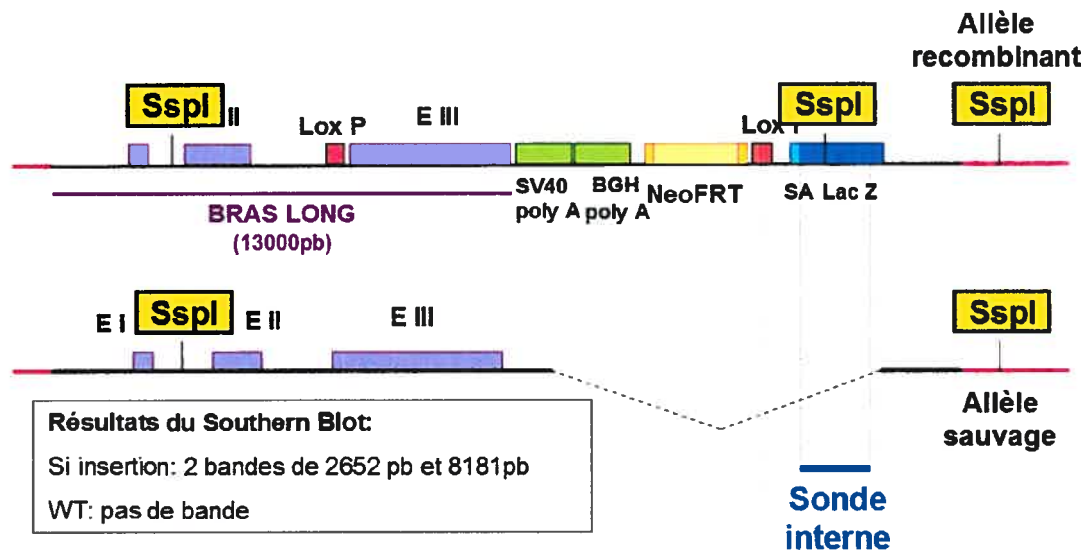 Allèle
recombinant
SspI
II
Lox P
E III
SspI
SspI
SV40
poly A
BGH
poly A
NeoFRT
SA Lac Z
BRAS LONG
(13000pb)
E I
SspI
E II
E III
SspI
Résultats du Southern Blot:
Si insertion: 2 bandes de 2652 pb et 8181pb
WT: pas de bande
Allèle
sauvage
Sonde
interne